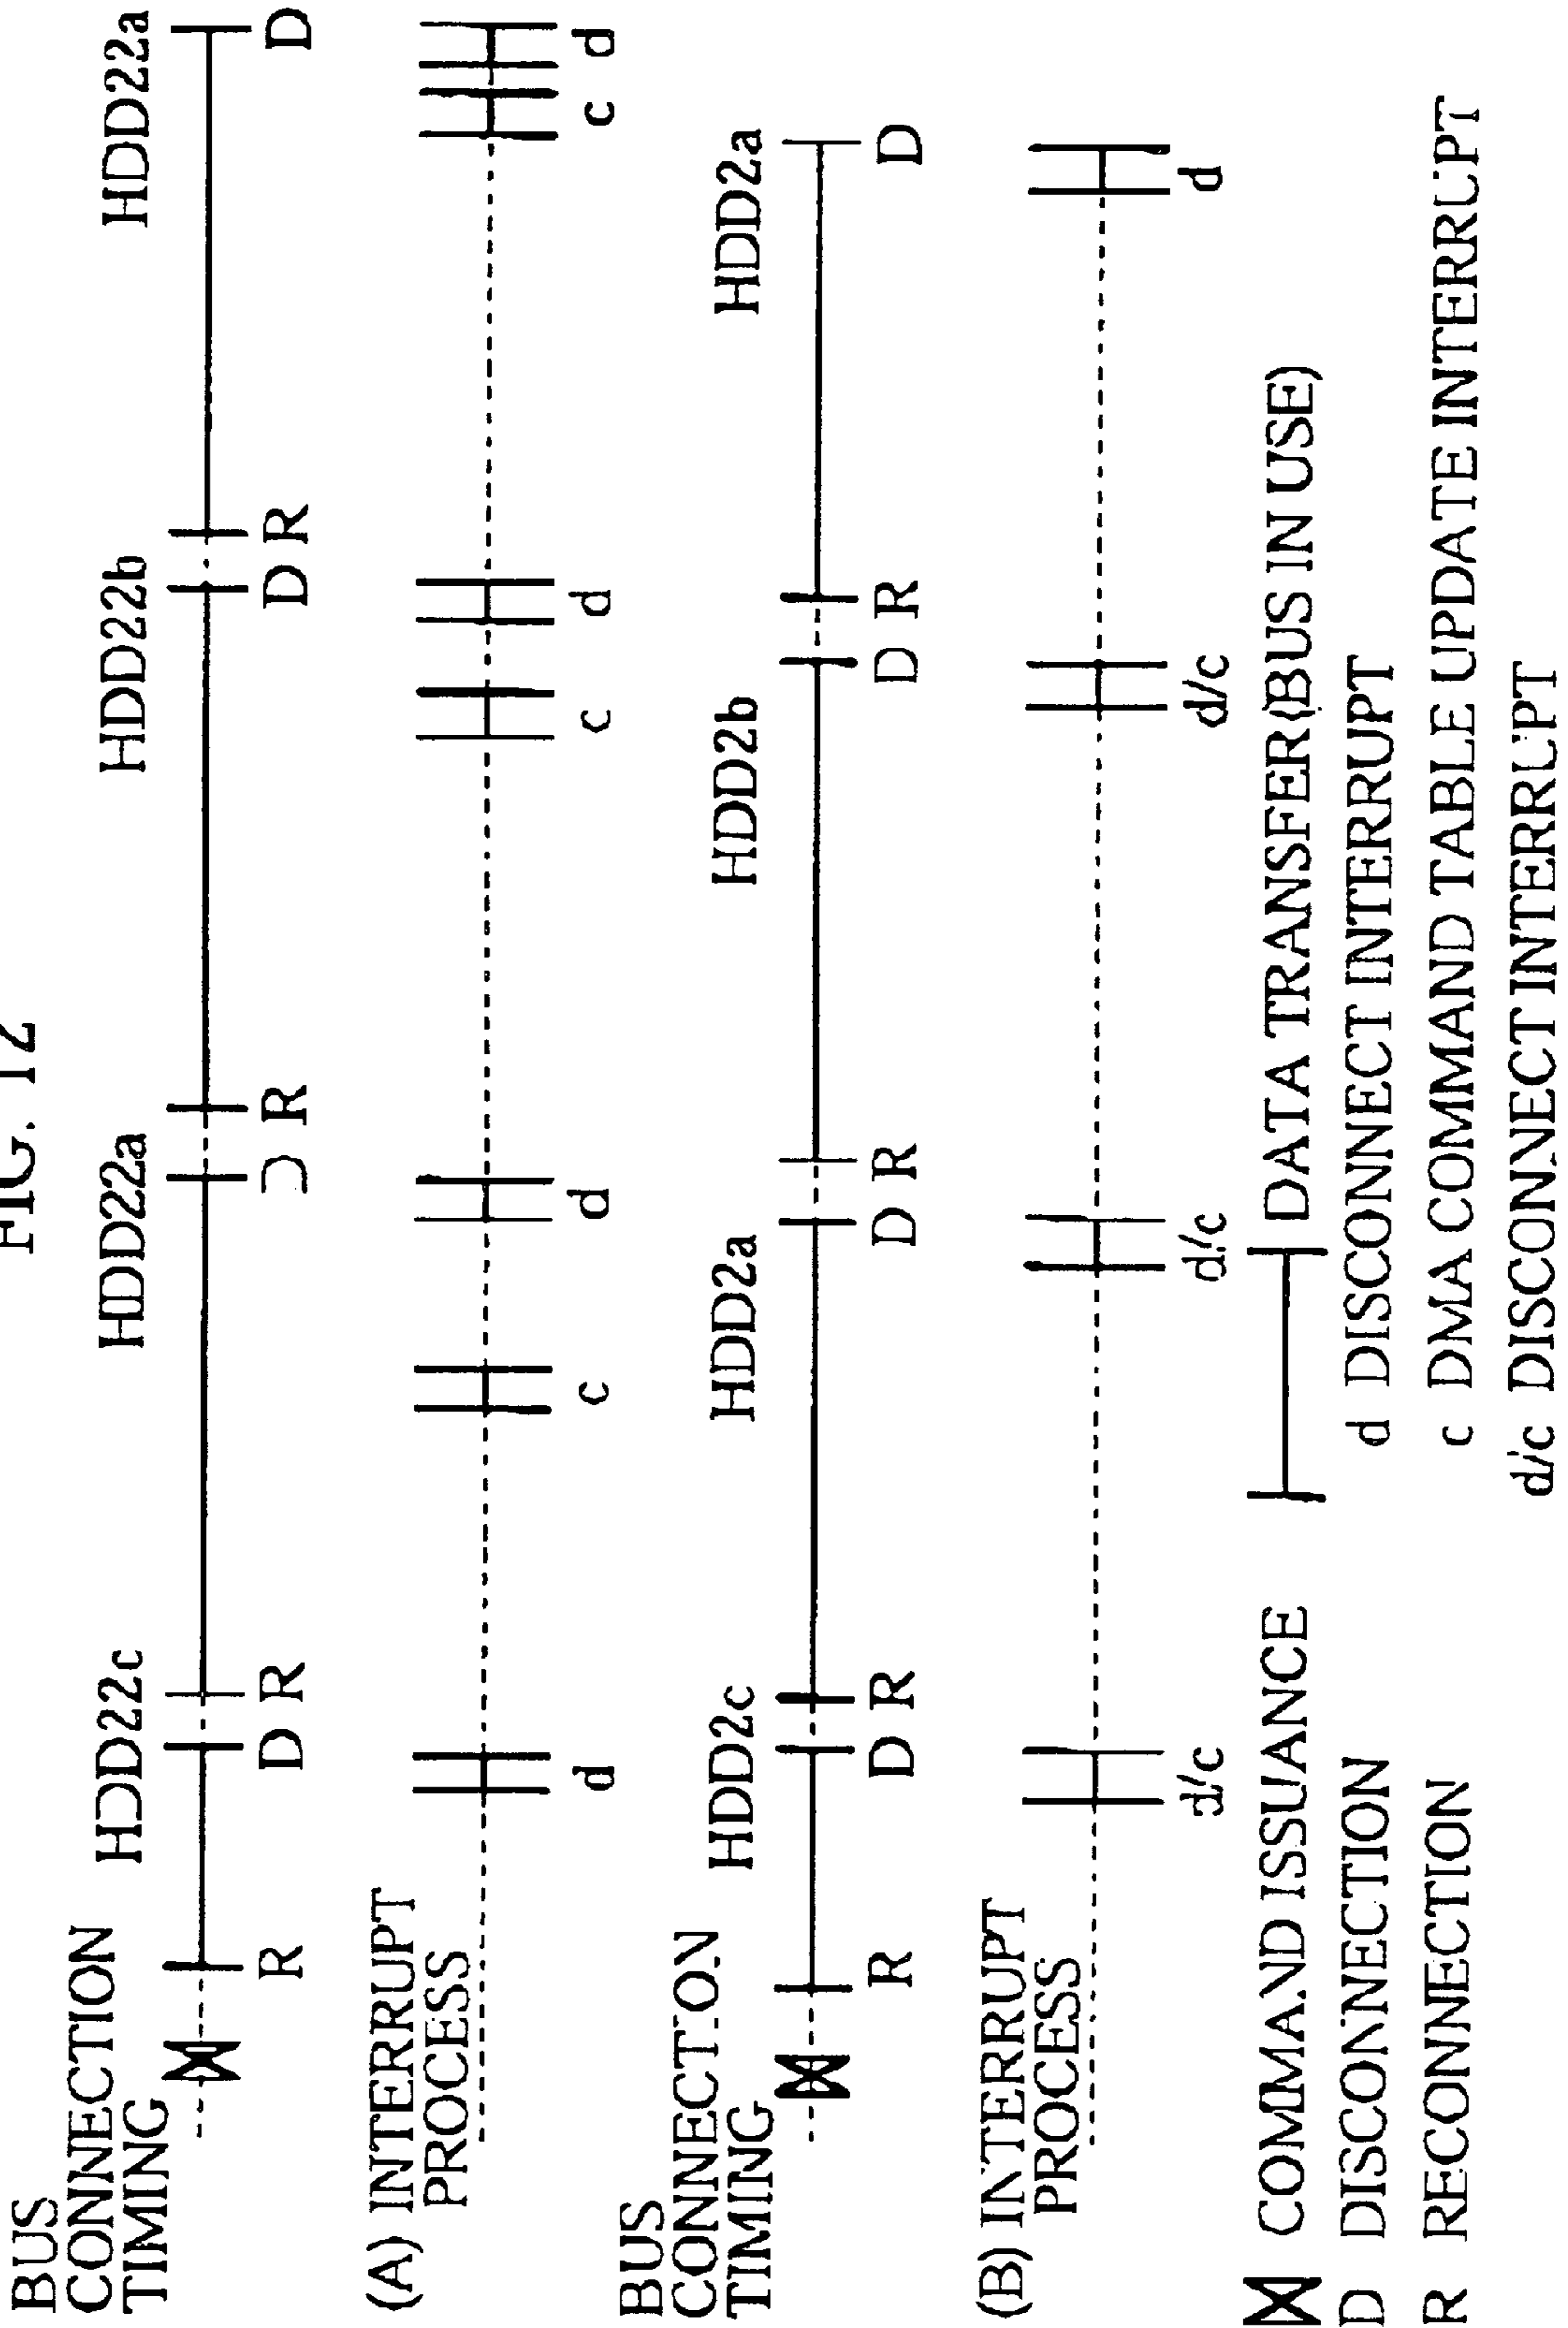 FIG. 12
BUS
CONNECTION
TIMING
HDD22c HDD22a HDD22b HDD22a
R D R D R D R D
(A) INTERRUPT
PROCESS
d c d c d c d
BUS
CONNECTION
TIMING
HDD2c HDD2a HDD2b HDD2a
R D R D R D R D
(B) INTERRUPT
PROCESS
d/c d/c d/c d
COMMAND ISSUANCE DATA TRANSFER(BUS IN USE)
D DISCONNECTION d DISCONNECT INTERRUPT
R RECONNECTION c DMA COMMAND TABLE UPDATE INTERRUPT
d/c DISCONNECT INTERRUPT